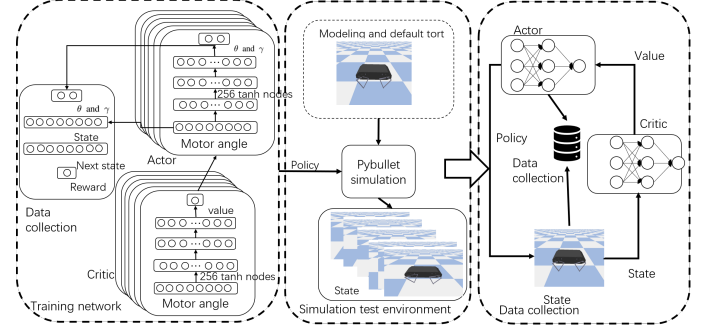 θ and γ
256 tanh nodes
Motor angle
Actor
θ and γ
State
Next state
Reward
Data
collection
value
256 tanh nodes
Motor angle
Critic
Training network
Policy
Modeling and default tort
Pybullet
simulation
State
Simulation test environment
Actor
Value
Critic
Policy
Data
collection
State
State
Data collection